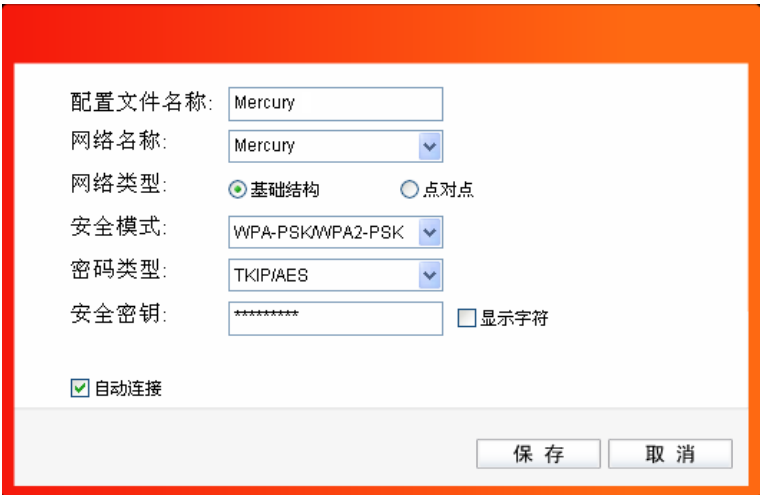 配置文件名称: Mercury
网络名称: Mercury
网络类型: 基础结构 点对点
安全模式: WPA-PSK/WPA2-PSK
密码类型: TKIP/AES
安全密钥: ********* 显示字符
自动连接
保存 取消